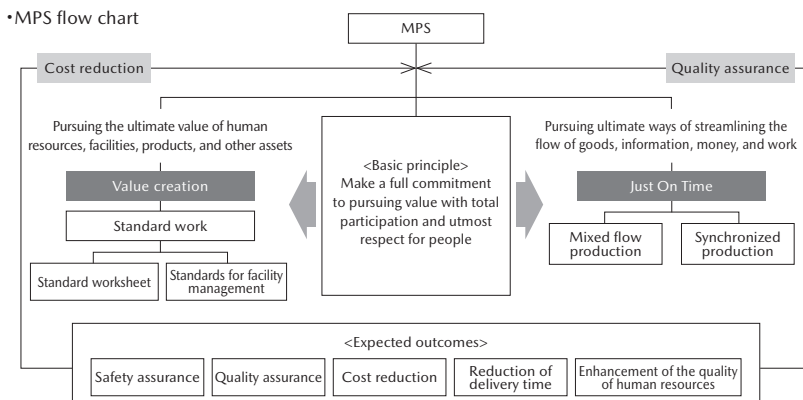 •MPS flow chart
MPS
Cost reduction
Quality assurance
Pursuing the ultimate value of human
resources, facilities, products, and other assets
Value creation
Standard work
Standard worksheet
Standards for facility
management
<Basic principle>
Make a full commitment
to pursuing value with total
participation and utmost
respect for people
Pursuing ultimate ways of streamlining the
flow of goods, information, money, and work
Just On Time
Mixed flow
production
Synchronized
production
<Expected outcomes>
Safety assurance
Quality assurance
Cost reduction
Reduction of
delivery time
Enhancement of the quality
of human resources